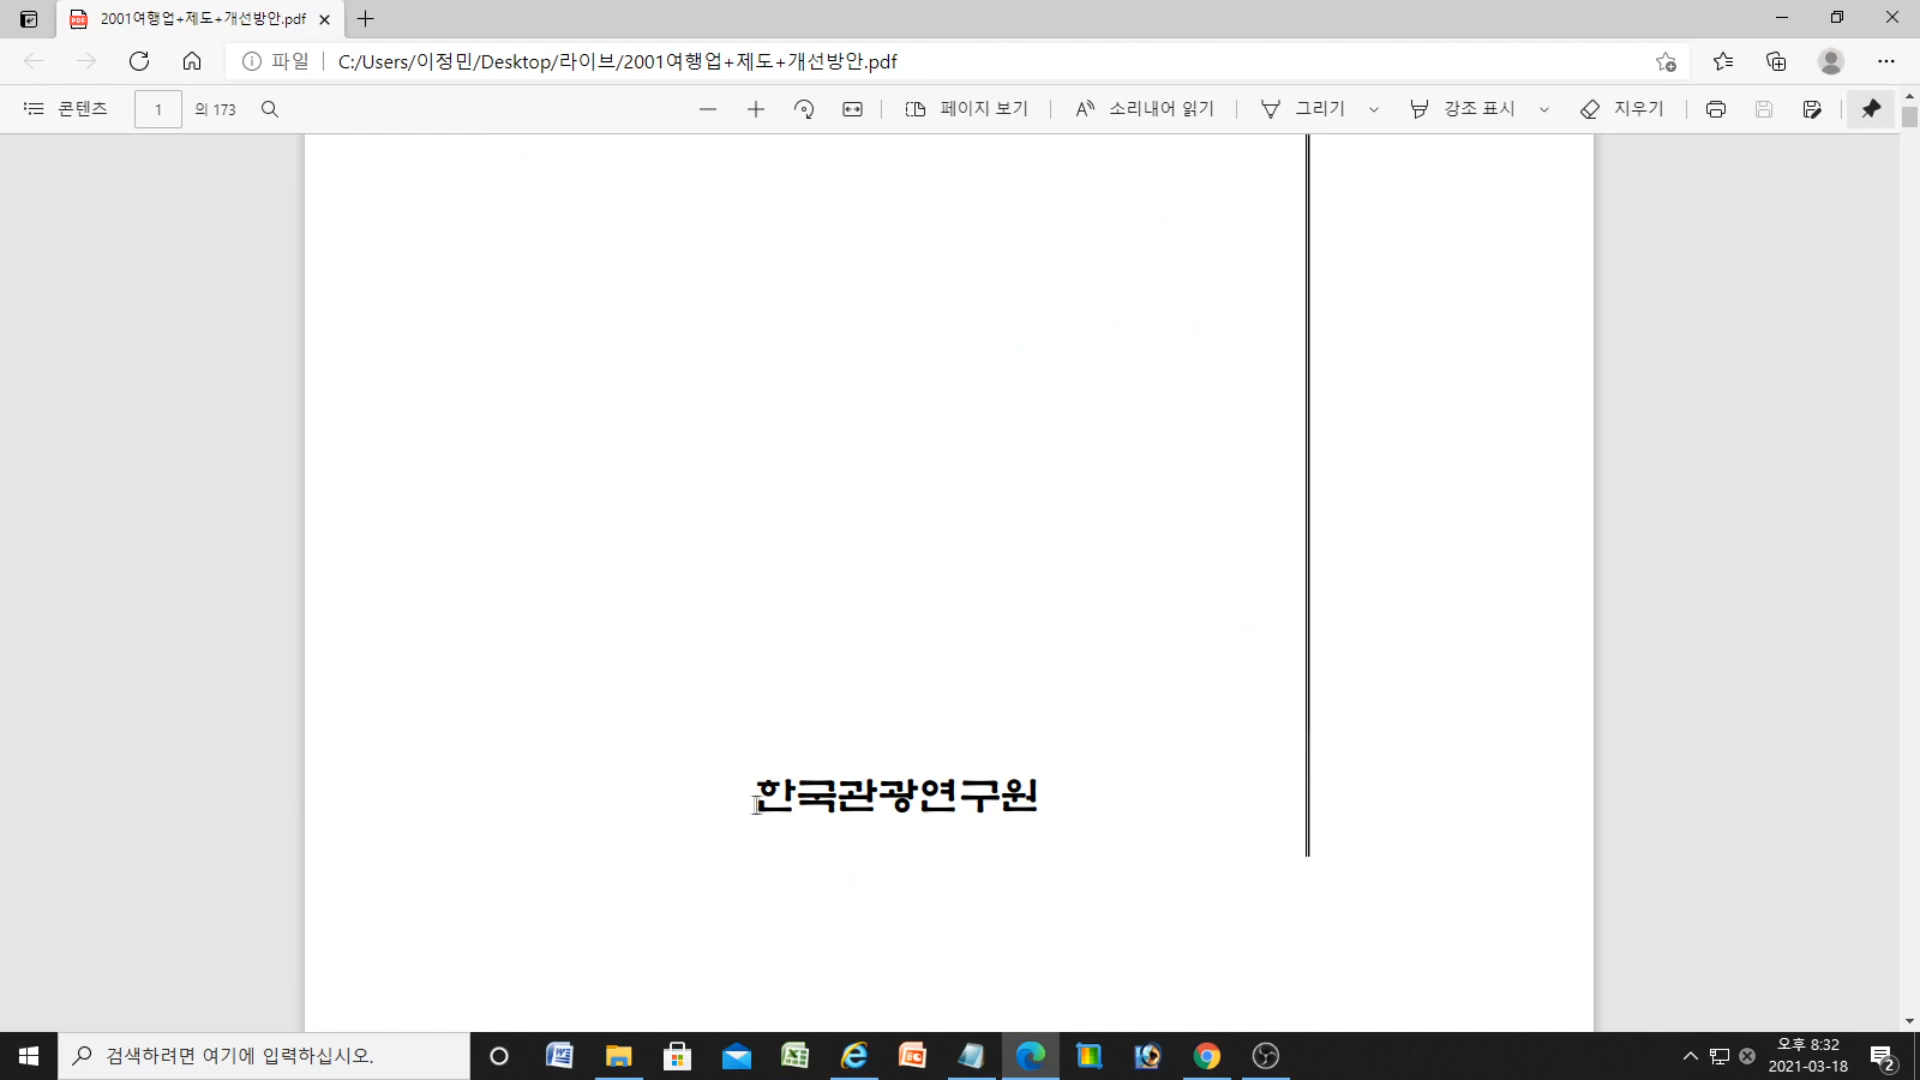 2001여행업+제도+개선방안.pdf
파일 C:/Users/이정민/Desktop/라이브/2001여행업+제도+개선방안.pdf
콘텐츠 1 의 173 페이지 보기 소리내어 읽기 그리기 강조 표시 지우기
한국관광연구원
검색하려면 여기에 입력하십시오.
오후 8:32
2021-03-18
2